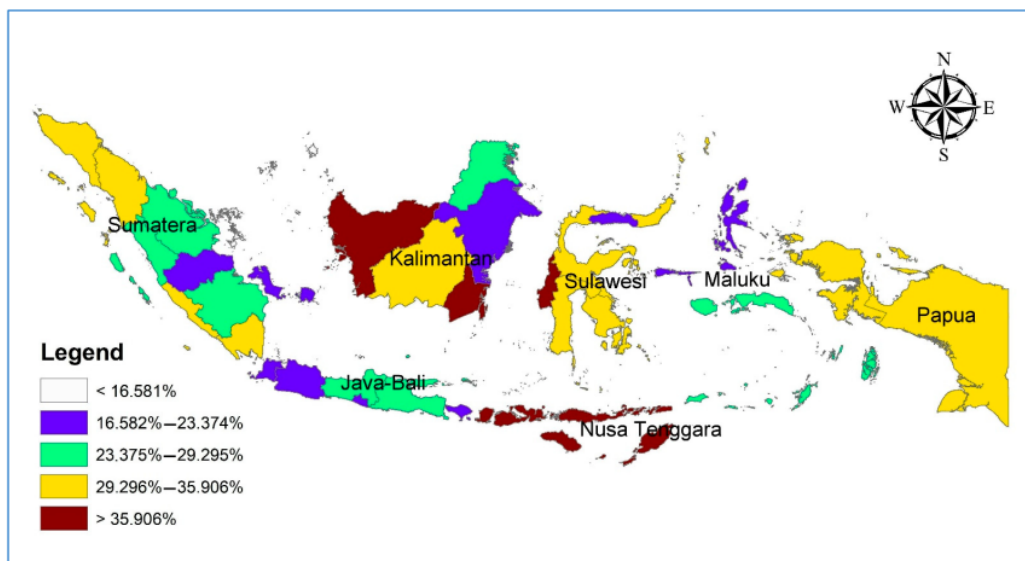 N
W E
S
Sumatera
Kalimantan
Sulawesi
Maluku
Papua
Java-Bali
Nusa Tenggara
Legend
< 16.581%
16.582%—23.374%
23.375%—29.295%
29.296%—35.906%
> 35.906%